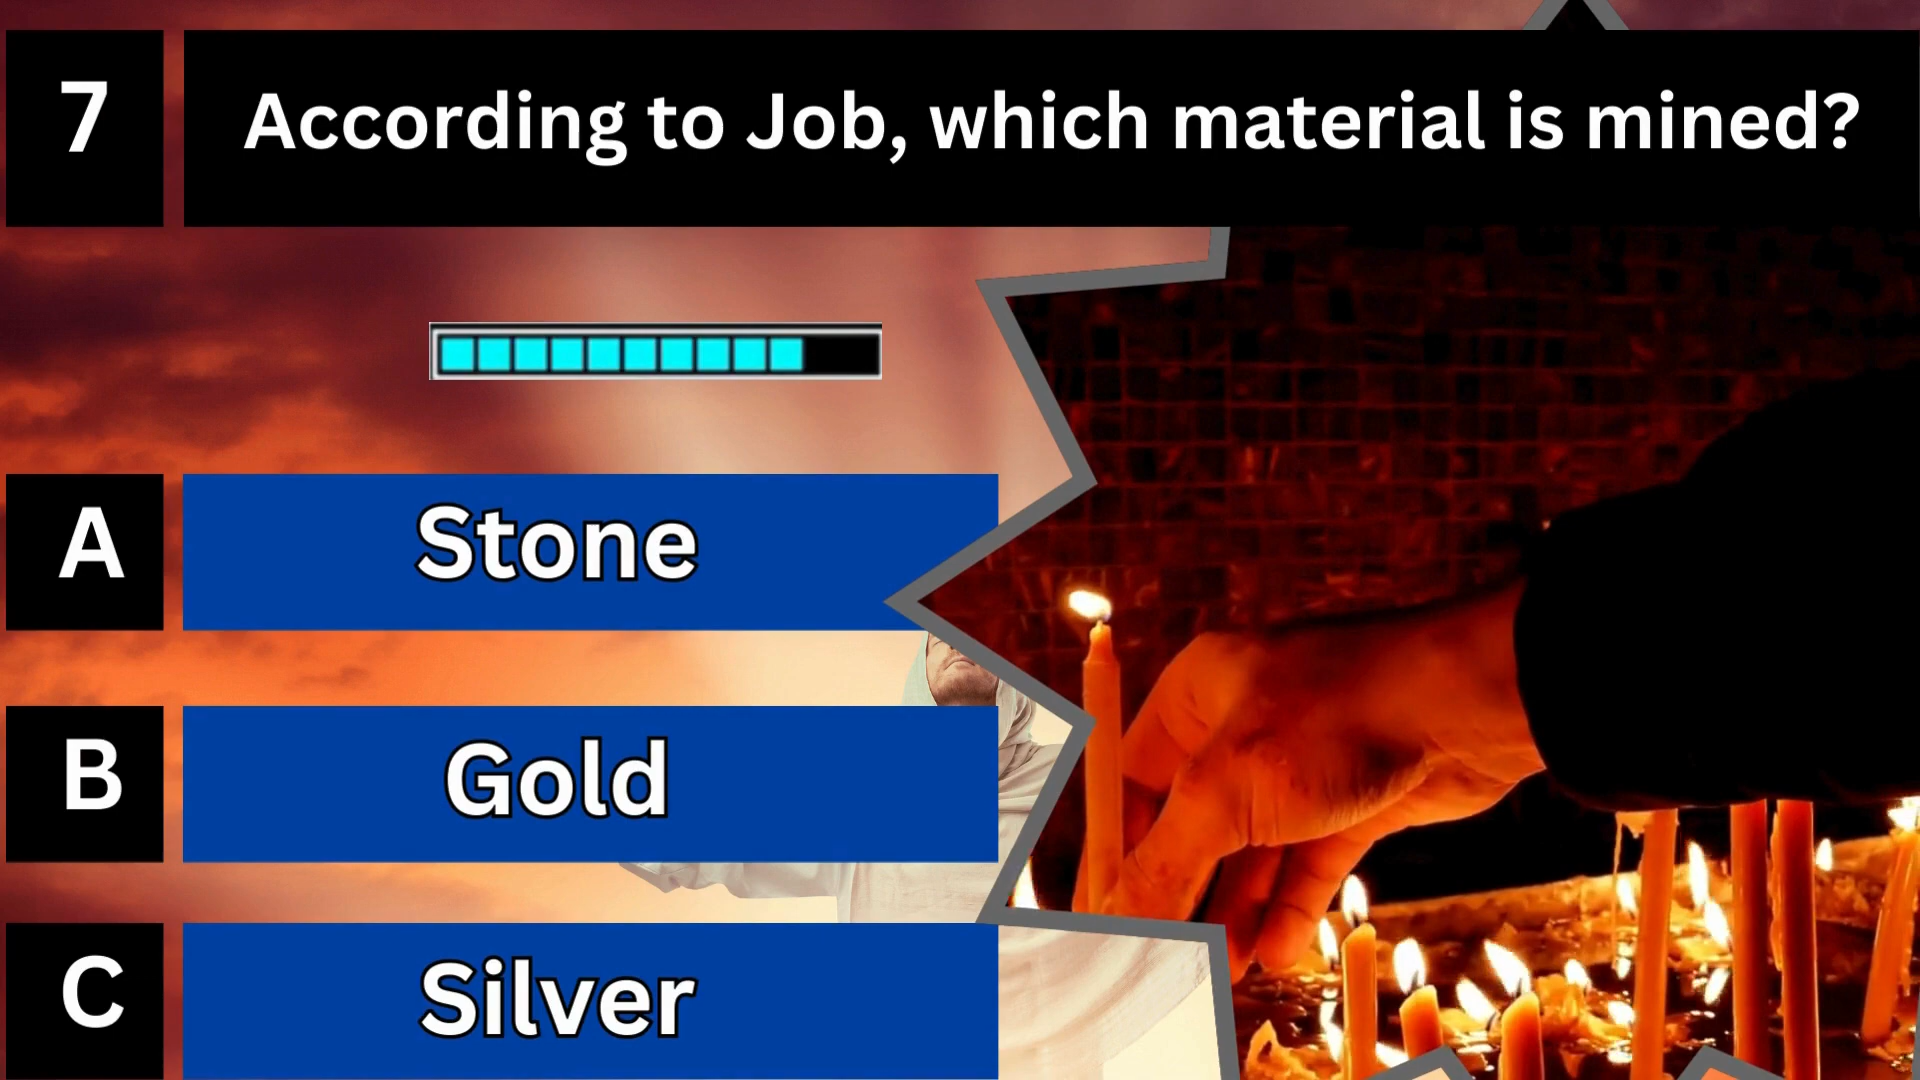 7
According to Job, which material is mined?
A
Stone
B
Gold
C
Silver